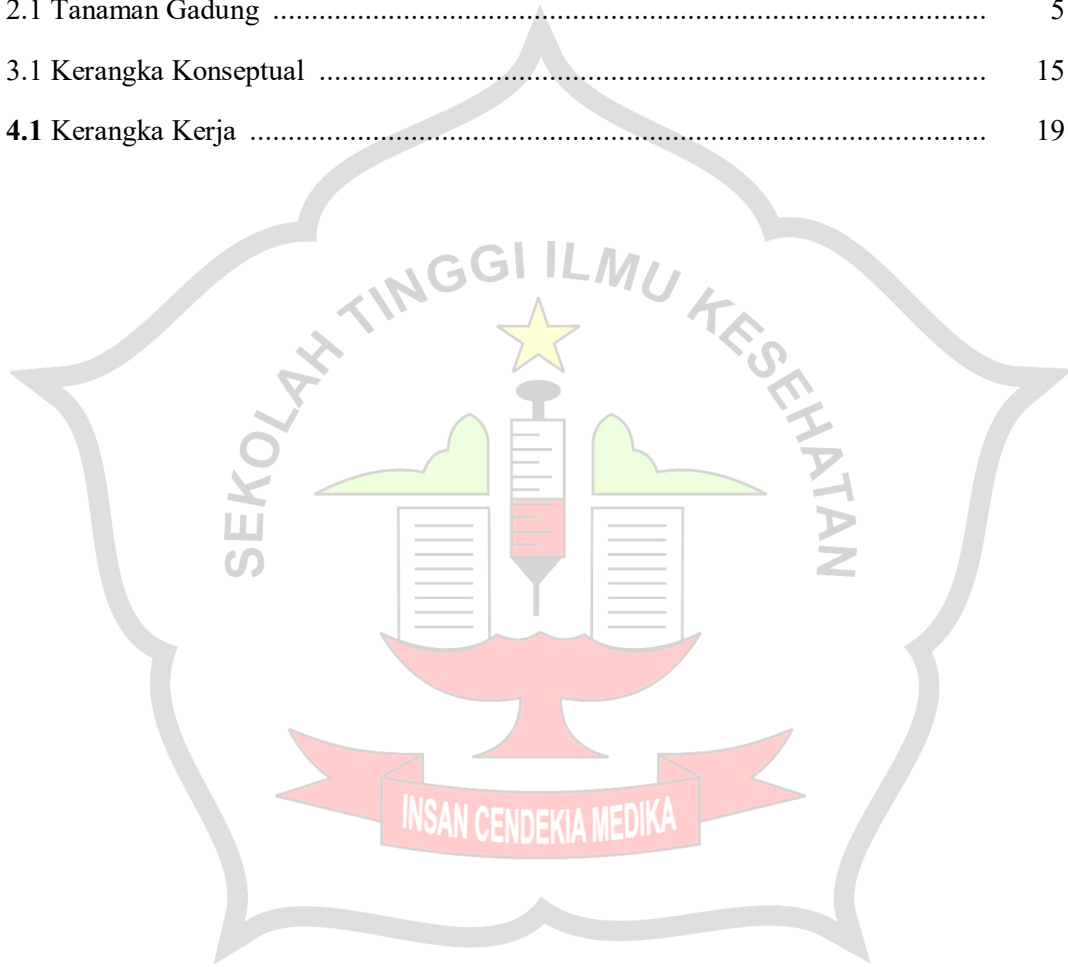 2.1 Tanaman Gadung ........................................................................................................ 5
3.1 Kerangka Konseptual .................................................................................................. 15
4.1 Kerangka Kerja ............................................................................................................ 19
SEKOLAH TINGGI ILMU KESEHATAN
INSAN CENDEKIA MEDIKA